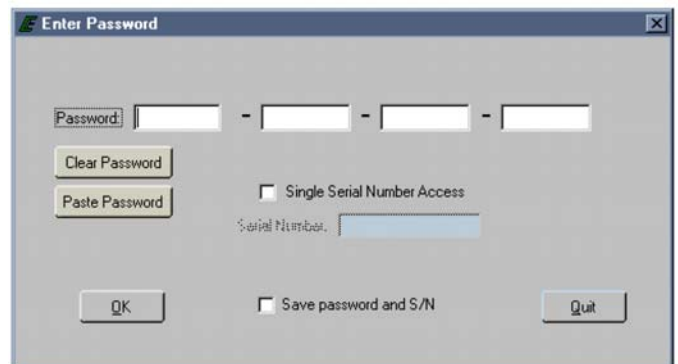 Enter Password
Password: - - -
Clear Password
Paste Password
Single Serial Number Access
Serial Number:
OK
Save password and S/N
Quit